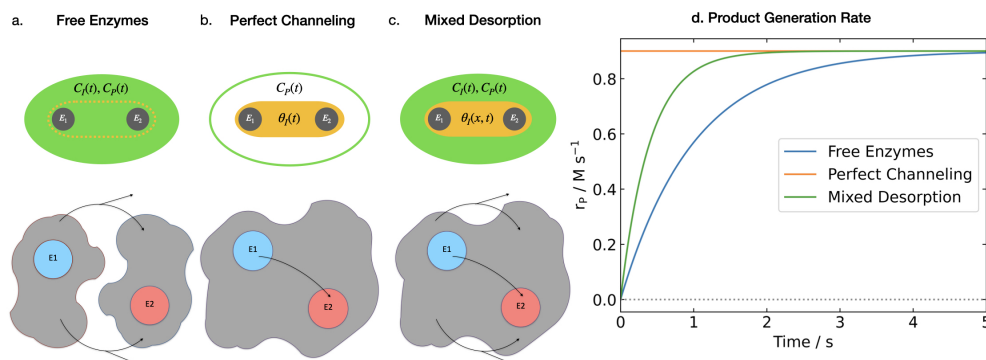 a. Free Enzymes
b. Perfect Channeling
c. Mixed Desorption
d. Product Generation Rate
C_I(t), C_P(t)
E_1
E_2
C_P(t)
E_1
θ_I(t)
E_2
C_I(t), C_P(t)
E_1
θ_I(x, t)
E_2
E1
E2
E1
E2
E1
E2
r_P / M s⁻¹
0.8
0.6
0.4
0.2
0.0
Free Enzymes
Perfect Channeling
Mixed Desorption
0
1
2
3
4
5
Time / s